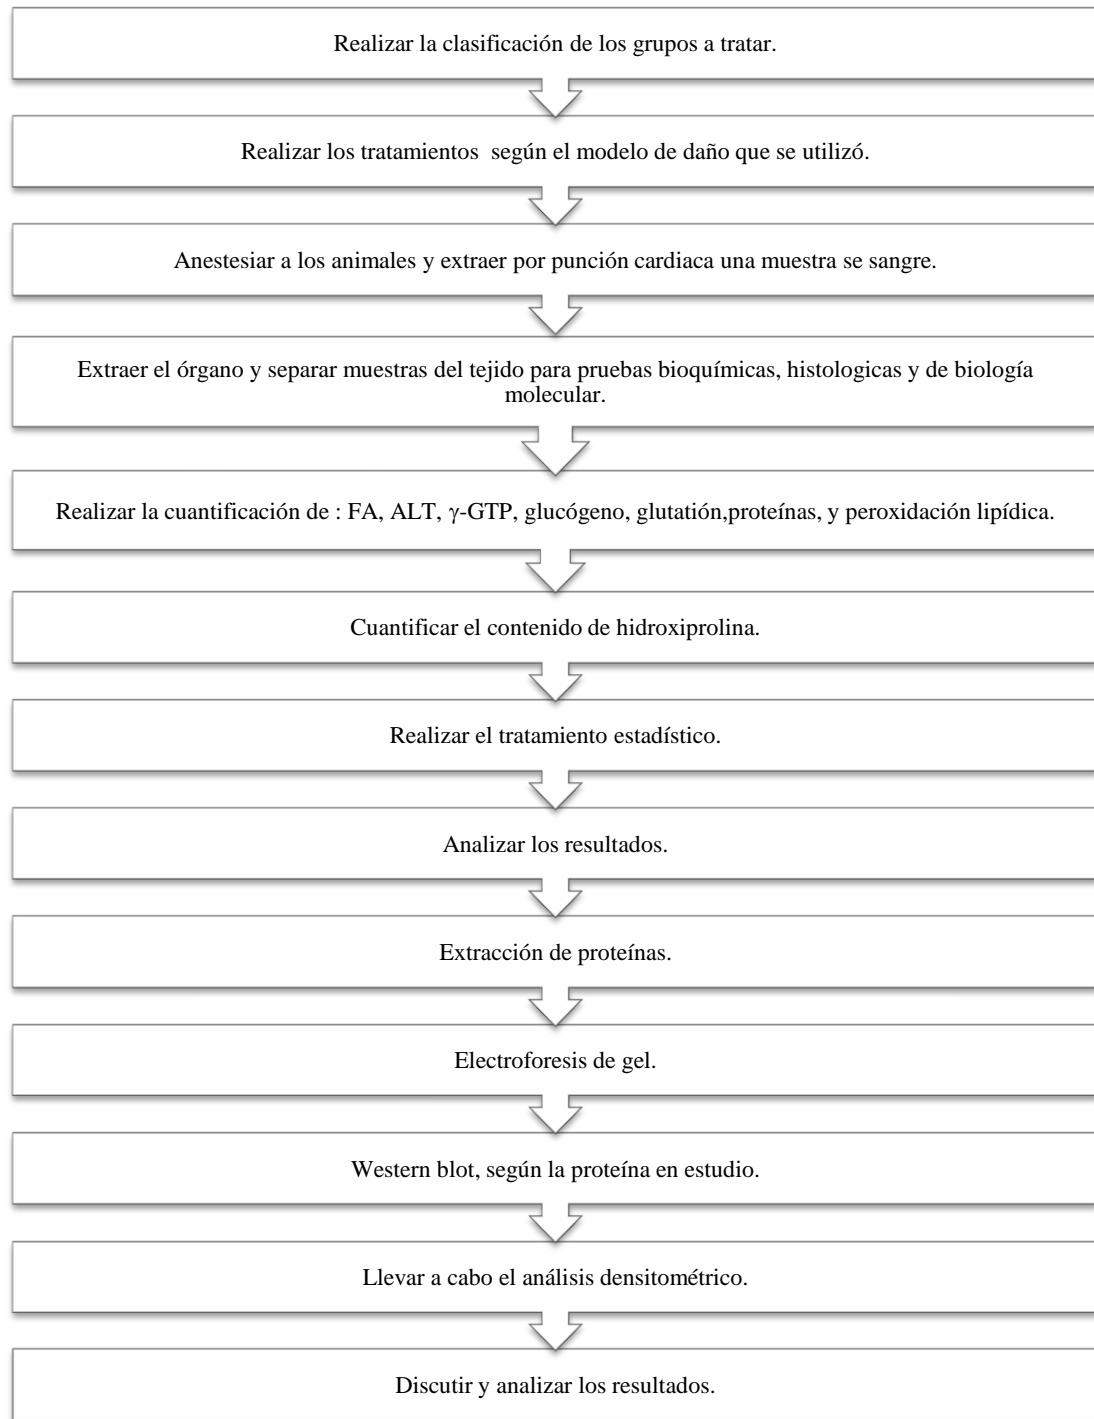 Realizar la clasificación de los grupos a tratar.
Realizar los tratamientos  según el modelo de daño que se utilizó.
Anestesiar a los animales y extraer por punción cardiaca una muestra se sangre.
Extraer el órgano y separar muestras del tejido para pruebas bioquímicas, histologicas y de biología
molecular.
Realizar la cuantificación de : FA, ALT, γ-GTP, glucógeno, glutatión,proteínas, y peroxidación lipídica.
Cuantificar el contenido de hidroxiprolina.
Realizar el tratamiento estadístico.
Analizar los resultados.
Extracción de proteínas.
Electroforesis de gel.
Western blot, según la proteína en estudio.
Llevar a cabo el análisis densitométrico.
Discutir y analizar los resultados.